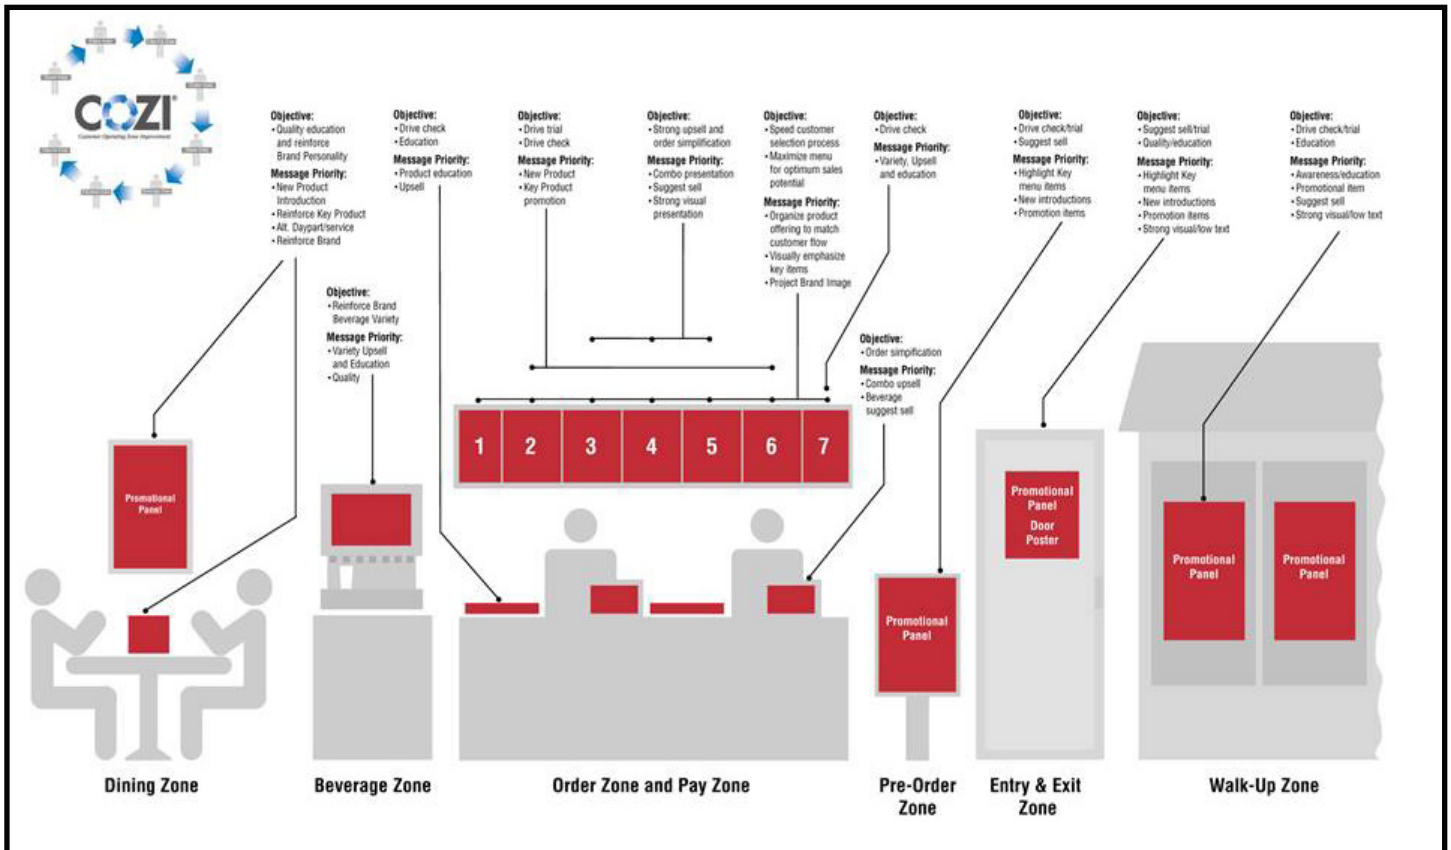 COZI®
Customer Operating Zone Improvement
Objective:
• Quality education
and reinforce
Brand Personality
Message Priority:
• New Product
Introduction
• Reinforce Key Product
• Alt. Daypart/service
• Reinforce Brand
Objective:
• Drive check
• Education
Message Priority:
• Product education
• Upsell
Objective:
• Drive trial
• Drive check
Message Priority:
• New Product
• Key Product
promotion
Objective:
• Strong upsell and
order simplification
Message Priority:
• Combo presentation
• Suggest sell
• Strong visual
presentation
Objective:
• Speed customer
selection process
• Maximize menu
for optimum sales
potential
Message Priority:
• Organize product
offering to match
customer flow
• Visually emphasize
key items
• Project Brand Image
Objective:
• Drive check
Message Priority:
• Variety, Upsell
and education
Objective:
• Drive check/trial
• Suggest sell
Message Priority:
• Highlight Key
menu items
• New introductions
• Promotion items
Objective:
• Suggest sell/trial
• Quality/education
Message Priority:
• Highlight Key
menu items
• New introductions
• Promotion items
• Strong visual/low text
Objective:
• Drive check/trial
• Education
Message Priority:
• Awareness/education
• Promotional item
• Suggest sell
• Strong visual/low text
Objective:
• Reinforce Brand
Beverage Variety
Message Priority:
• Variety Upsell
and Education
• Quality
Objective:
• Order simpification
Message Priority:
• Combo upsell
• Beverage
suggest sell
1 2 3 4 5 6 7
Promotional
Panel
Promotional
Panel
Door
Poster
Promotional
Panel
Promotional
Panel
Promotional
Panel
Dining Zone
Beverage Zone
Order Zone and Pay Zone
Pre-Order
Zone
Entry & Exit
Zone
Walk-Up Zone